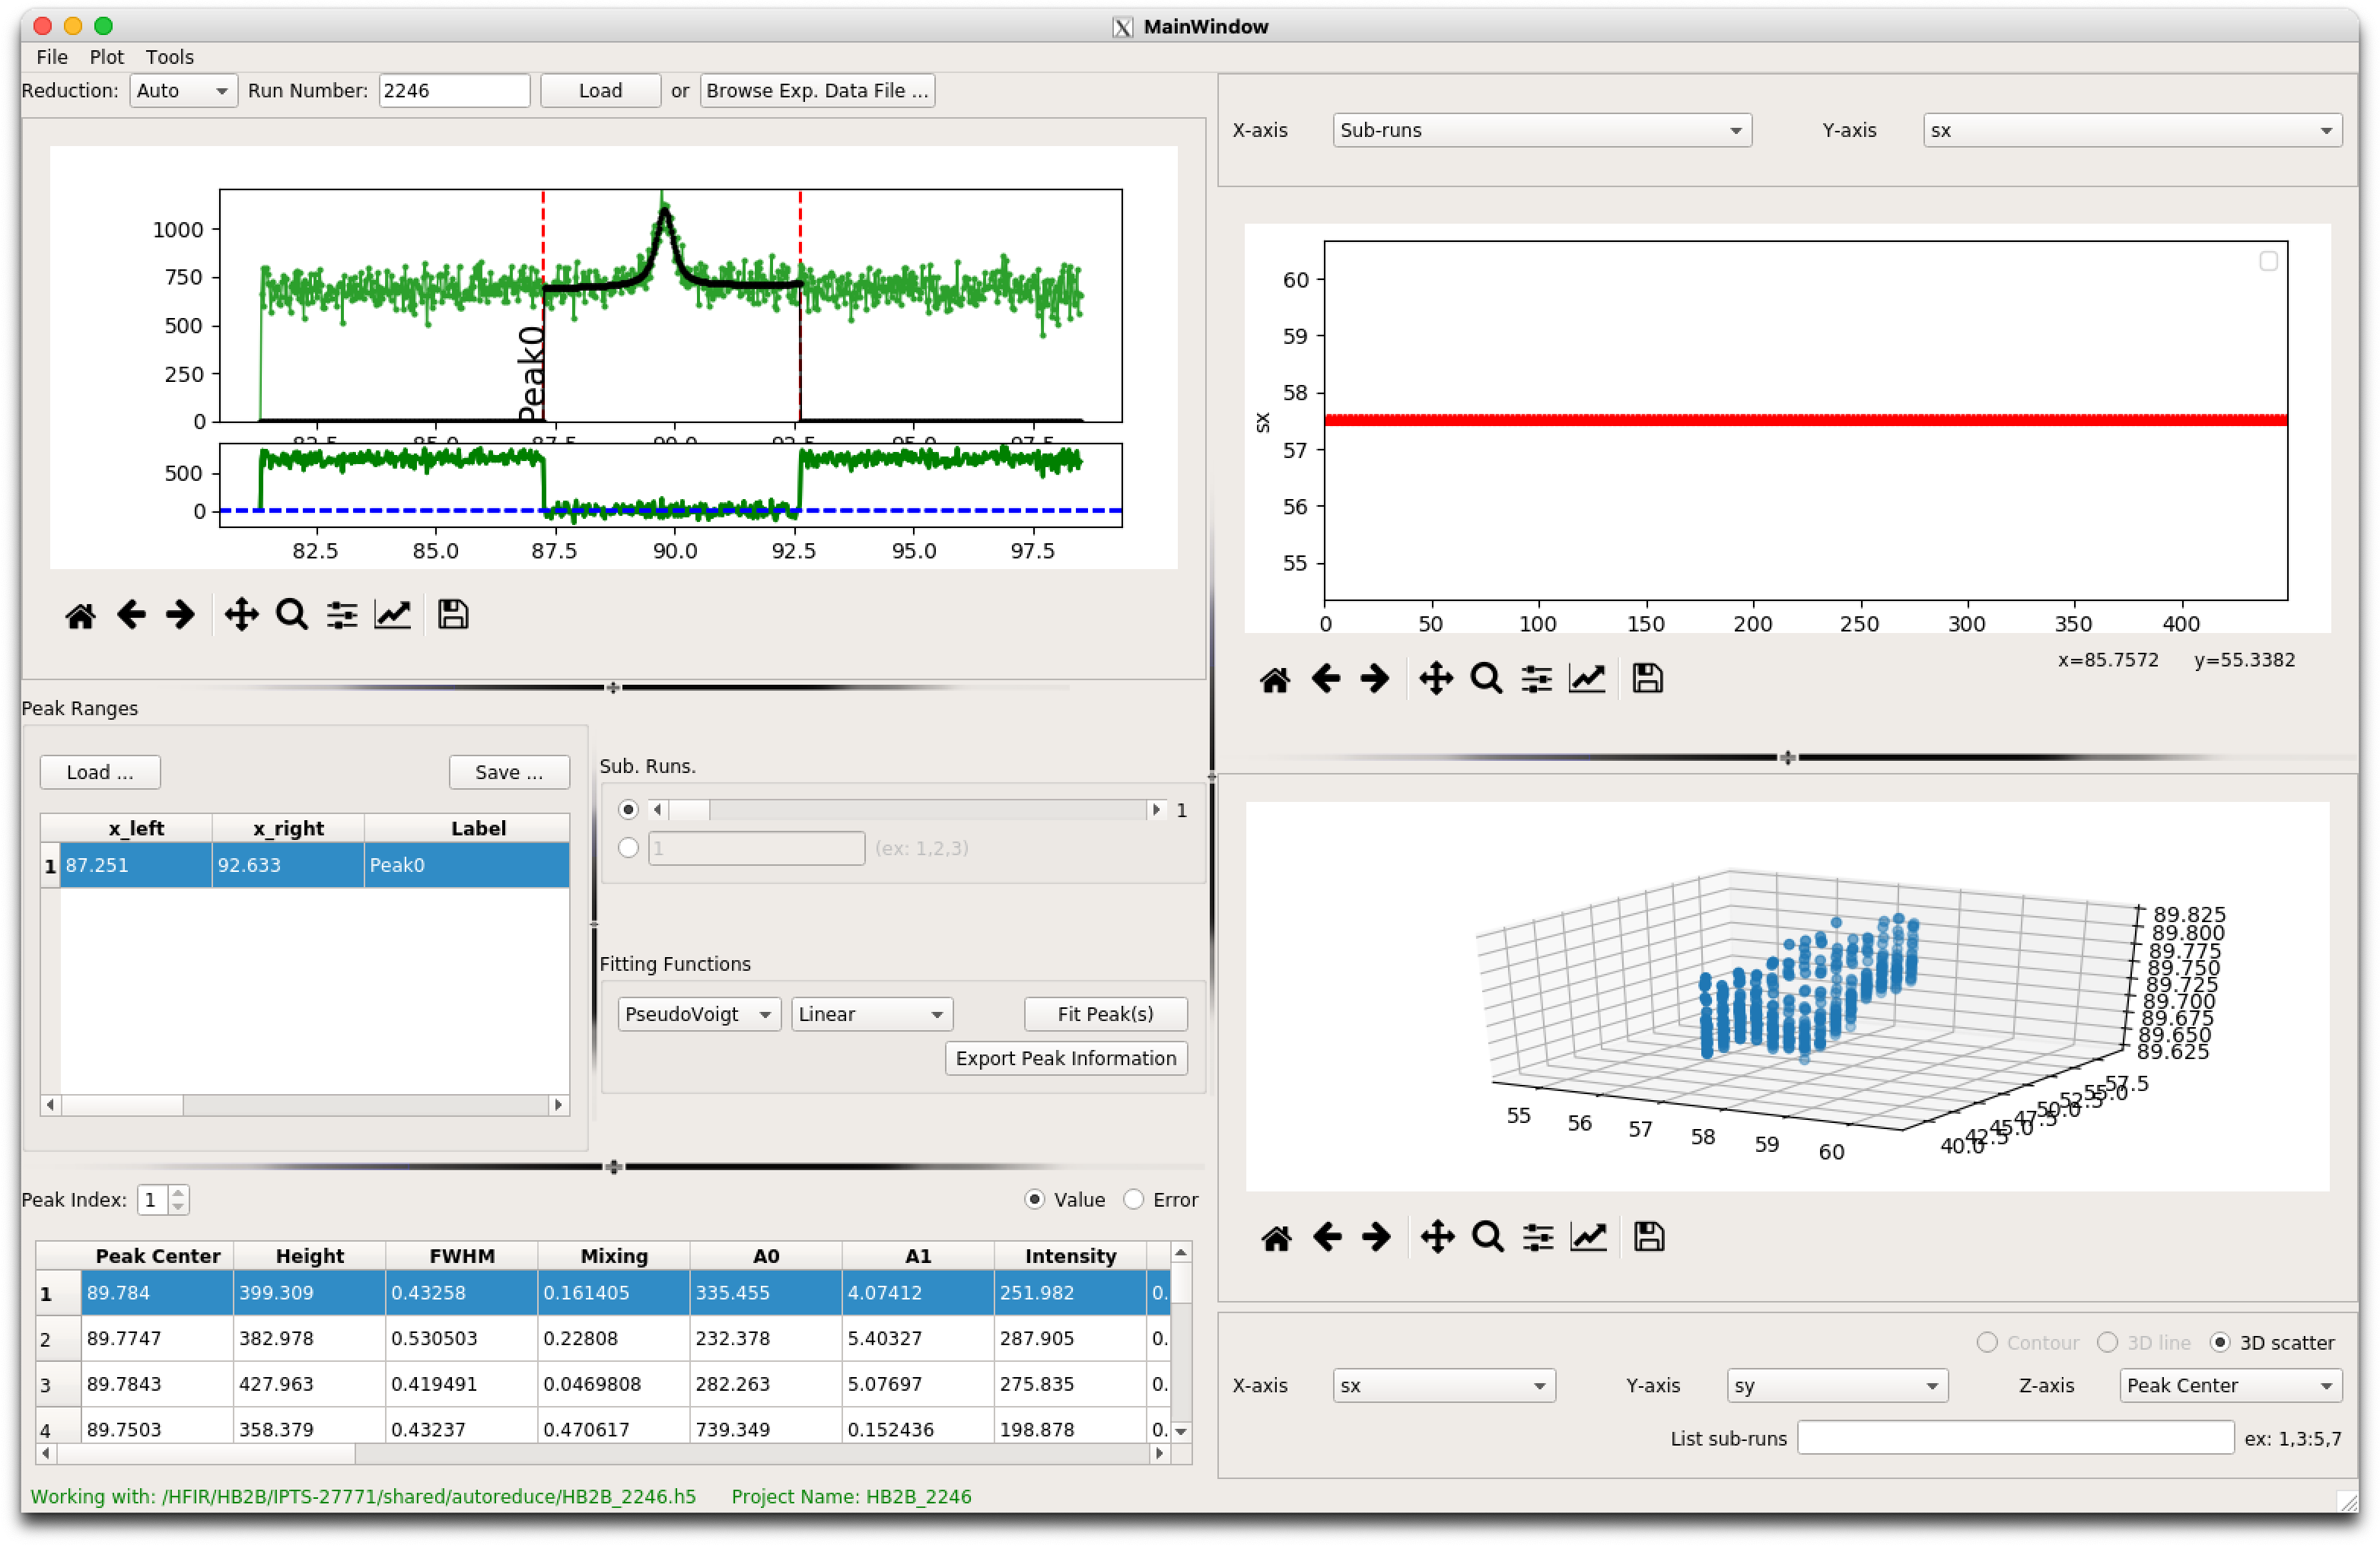 MainWindow
File Plot Tools
Reduction: Auto Run Number: 2246 Load or Browse Exp. Data File ...
1000
750
500
250
0
Peak0
82.5 85.0 87.5 90.0 92.5 95.0 97.5
500
0
82.5 85.0 87.5 90.0 92.5 95.0 97.5
Peak Ranges
Load ... Save ...
x_left x_right Label
1 87.251 92.633 Peak0
Sub. Runs.
1
1 (ex: 1,2,3)
Fitting Functions
PseudoVoigt Linear Fit Peak(s)
Export Peak Information
Peak Index: 1 Value Error
Peak Center Height FWHM Mixing A0 A1 Intensity
1 89.784 399.309 0.43258 0.161405 335.455 4.07412 251.982 0.
2 89.7747 382.978 0.530503 0.22808 232.378 5.40327 287.905 0.
3 89.7843 427.963 0.419491 0.0469808 282.263 5.07697 275.835 0.
4 89.7503 358.379 0.43237 0.470617 739.349 0.152436 198.878 0.
Working with: /HFIR/HB2B/IPTS-27771/shared/autoreduce/HB2B_2246.h5 Project Name: HB2B_2246
X-axis Sub-runs Y-axis sx
60
59
58
57
56
55
sx
0 50 100 150 200 250 300 350 400
x=85.7572 y=55.3382
89.825
89.800
89.775
89.750
89.725
89.700
89.675
89.650
89.625
55 56 57 58 59 60
40.0 42.5 45.0 47.5 50.0 52.5 55.0 57.5
Contour 3D line 3D scatter
X-axis sx Y-axis sy Z-axis Peak Center
List sub-runs ex: 1,3:5,7